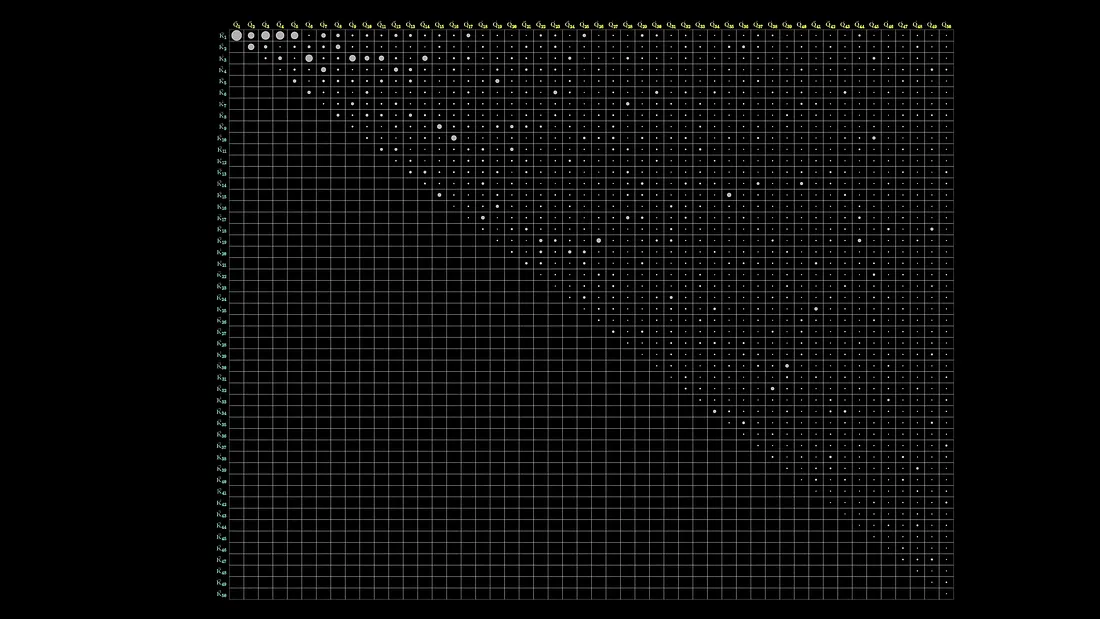 Q₁ Q₂ Q₃ Q₄ Q₅ Q₆ Q₇ Q₈ Q₉ Q₁₀ Q₁₁ Q₁₂ Q₁₃ Q₁₄ Q₁₅ Q₁₆ Q₁₇ Q₁₈ Q₁₉ Q₂₀ Q₂₁ Q₂₂ Q₂₃ Q₂₄ Q₂₅ Q₂₆ Q₂₇ Q₂₈ Q₂₉ Q₃₀ Q₃₁ Q₃₂ Q₃₃ Q₃₄ Q₃₅ Q₃₆ Q₃₇ Q₃₈ Q₃₉ Q₄₀ Q₄₁ Q₄₂ Q₄₃ Q₄₄ Q₄₅ Q₄₆ Q₄₇ Q₄₈ Q₄₉ Q₅₀
K₁
K₂
K₃
K₄
K₅
K₆
K₇
K₈
K₉
K₁₀
K₁₁
K₁₂
K₁₃
K₁₄
K₁₅
K₁₆
K₁₇
K₁₈
K₁₉
K₂₀
K₂₁
K₂₂
K₂₃
K₂₄
K₂₅
K₂₆
K₂₇
K₂₈
K₂₉
K₃₀
K₃₁
K₃₂
K₃₃
K₃₄
K₃₅
K₃₆
K₃₇
K₃₈
K₃₉
K₄₀
K₄₁
K₄₂
K₄₃
K₄₄
K₄₅
K₄₆
K₄₇
K₄₈
K₄₉
K₅₀